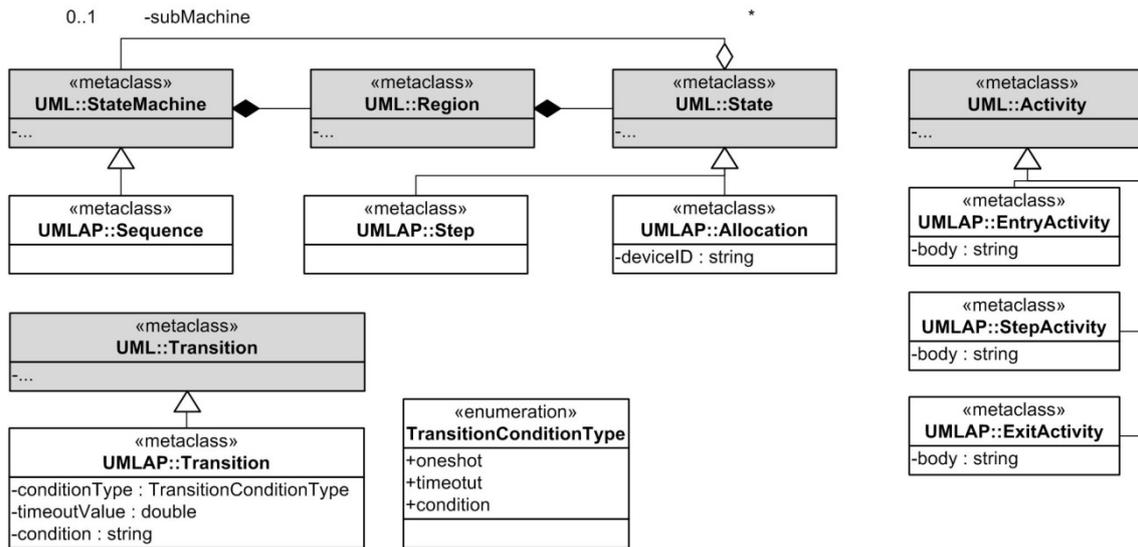 0..1 -subMachine *
«metaclass»
UML::StateMachine
-...
«metaclass»
UML::Region
-...
«metaclass»
UML::State
-...
«metaclass»
UML::Activity
-...
«metaclass»
UMLAP::Sequence
«metaclass»
UMLAP::Step
«metaclass»
UMLAP::Allocation
-deviceID : string
«metaclass»
UMLAP::EntryActivity
-body : string
«metaclass»
UMLAP::StepActivity
-body : string
«metaclass»
UMLAP::ExitActivity
-body : string
«metaclass»
UML::Transition
-...
«metaclass»
UMLAP::Transition
-conditionType : TransitionConditionType
-timeoutValue : double
-condition : string
«enumeration»
TransitionConditionType
+oneshot
+timeotut
+condition